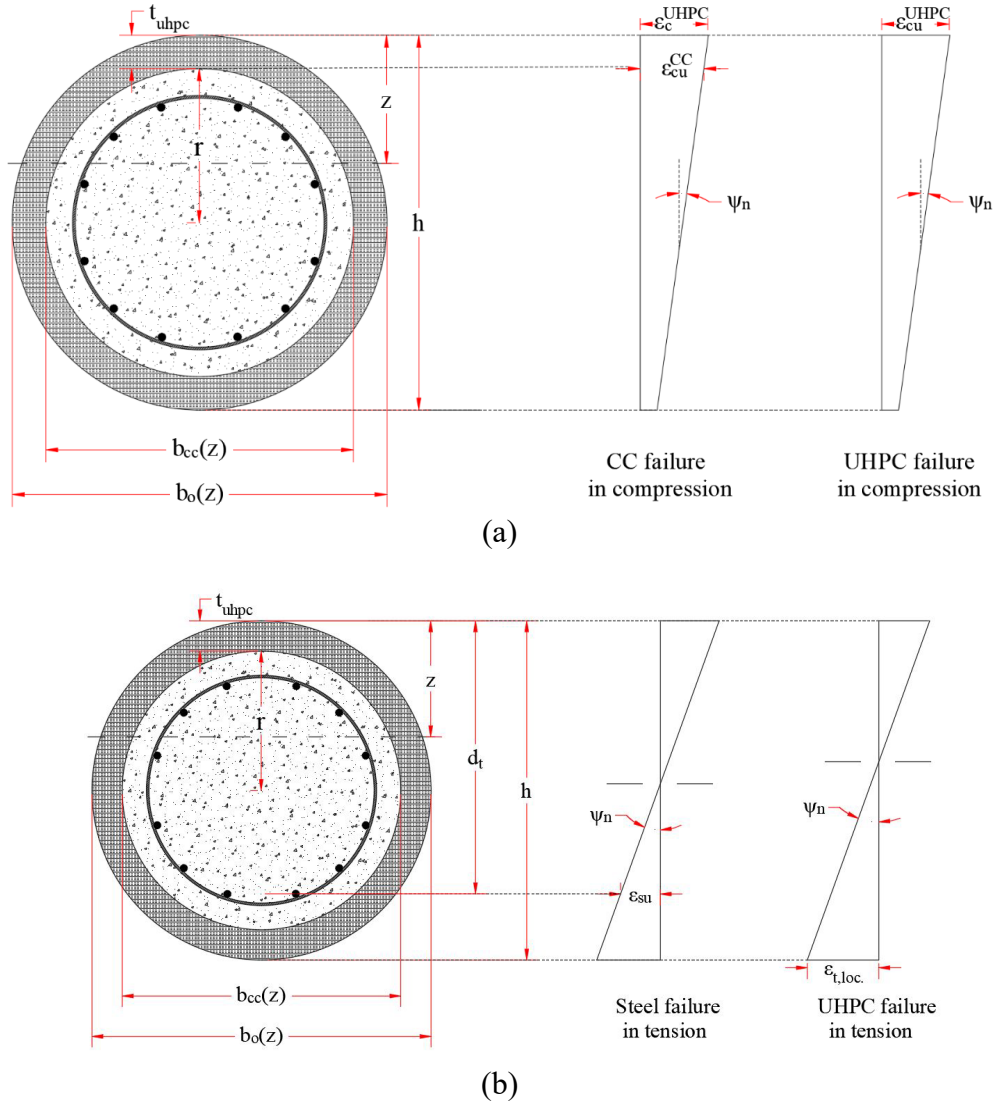 t_uhpc
ε_c^UHPC
ε_cu^UHPC
ε_cu^CC
z
r
h
ψ_n
ψ_n
b_cc(z)
b_o(z)
CC failure
in compression
UHPC failure
in compression
(a)
t_uhpc
z
r
d_t
h
ψ_n
ψ_n
ε_su
ε_t,loc.
b_cc(z)
b_o(z)
Steel failure
in tension
UHPC failure
in tension
(b)